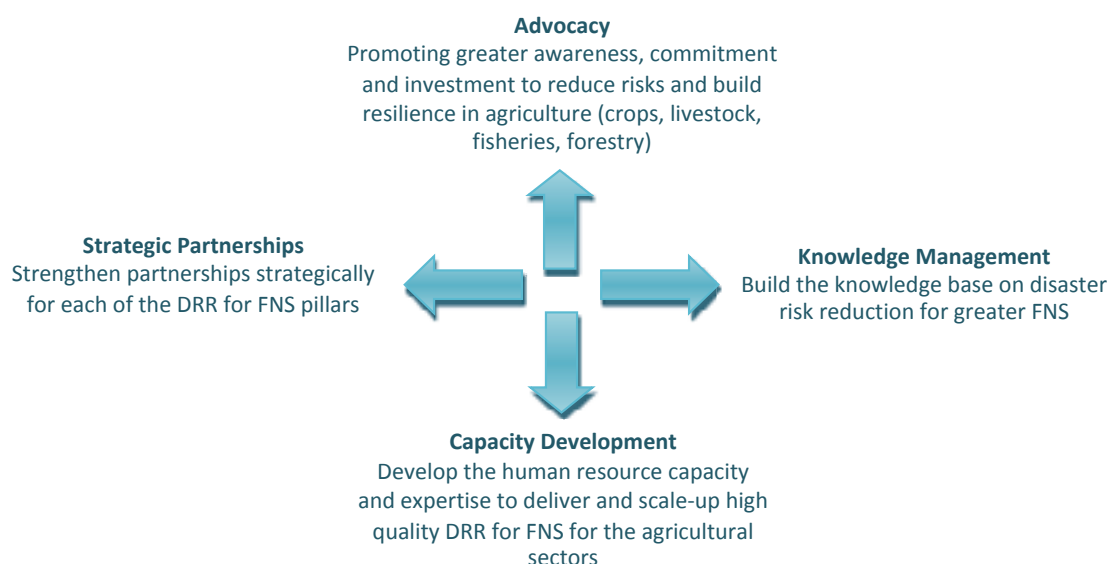 Advocacy
Promoting greater awareness, commitment
and investment to reduce risks and build
resilience in agriculture (crops, livestock,
fisheries, forestry)
Strategic Partnerships
Strengthen partnerships strategically
for each of the DRR for FNS pillars
Knowledge Management
Build the knowledge base on disaster
risk reduction for greater FNS
Capacity Development
Develop the human resource capacity
and expertise to deliver and scale-up high
quality DRR for FNS for the agricultural
sectors